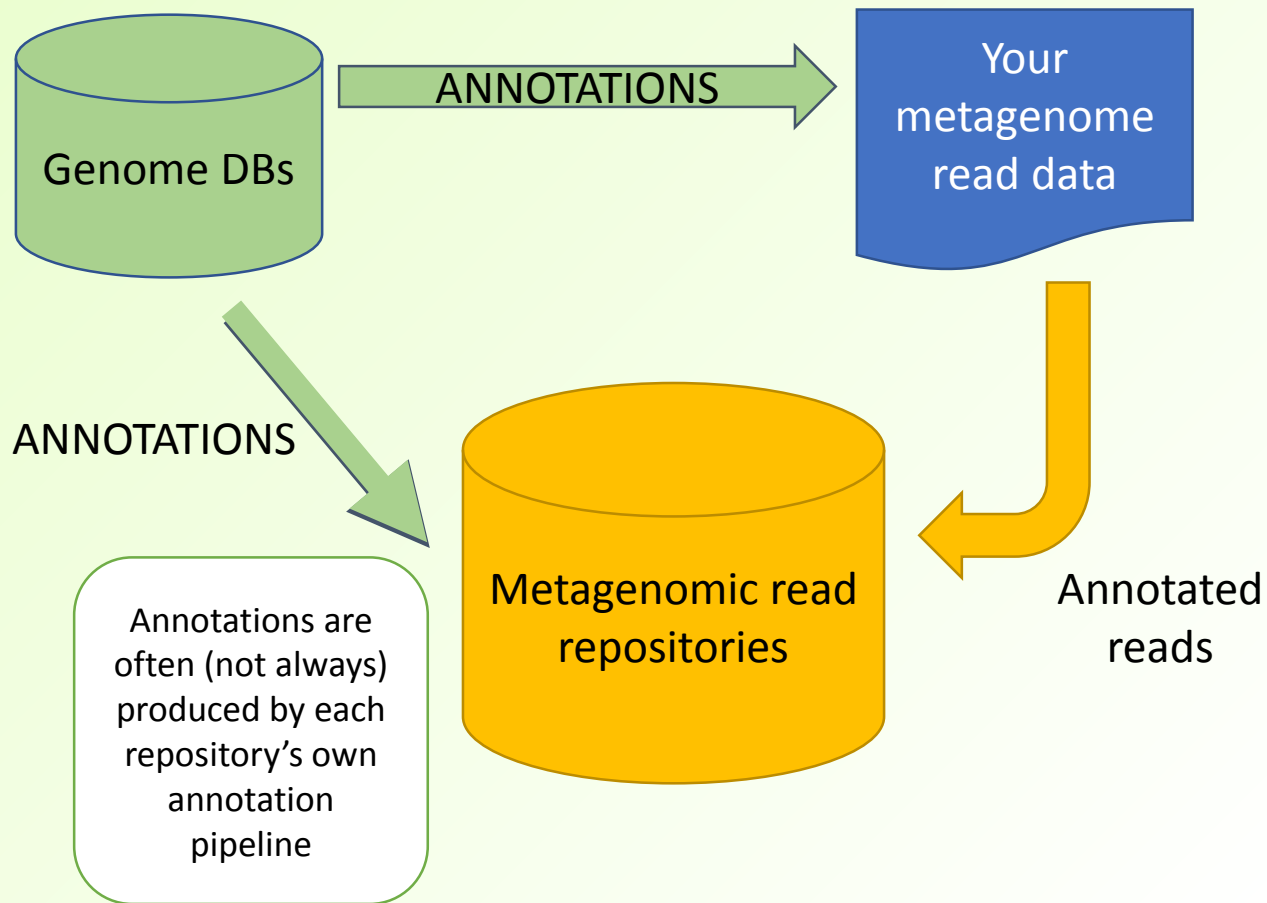 Genome DBs
ANNOTATIONS
Your
metagenome
read data
ANNOTATIONS
Annotations are
often (not always)
produced by each
repository’s own
annotation
pipeline
Metagenomic read
repositories
Annotated
reads